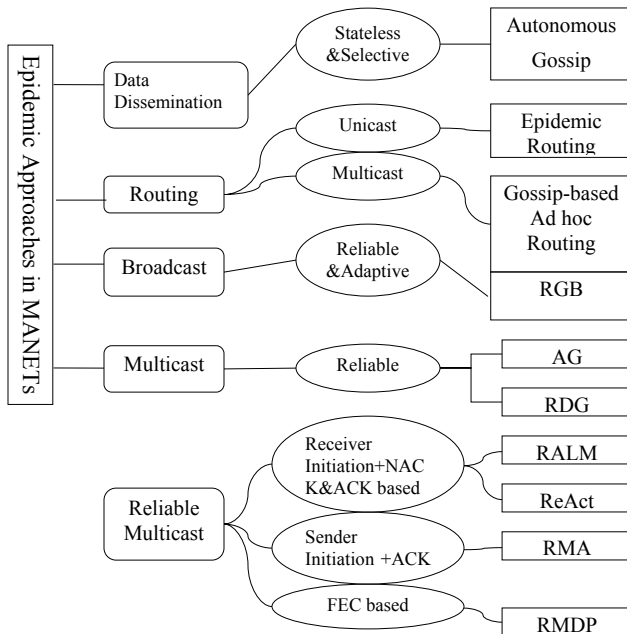 Epidemic Approaches in MANETs
Data
Dissemination
Stateless
&Selective
Autonomous
Gossip
Routing
Unicast
Epidemic
Routing
Multicast
Gossip-based
Ad hoc
Routing
Broadcast
Reliable
&Adaptive
RGB
Multicast
Reliable
AG
RDG
Reliable
Multicast
Receiver
Initiation+NAC
K&ACK based
RALM
ReAct
Sender
Initiation +ACK
RMA
FEC based
RMDP